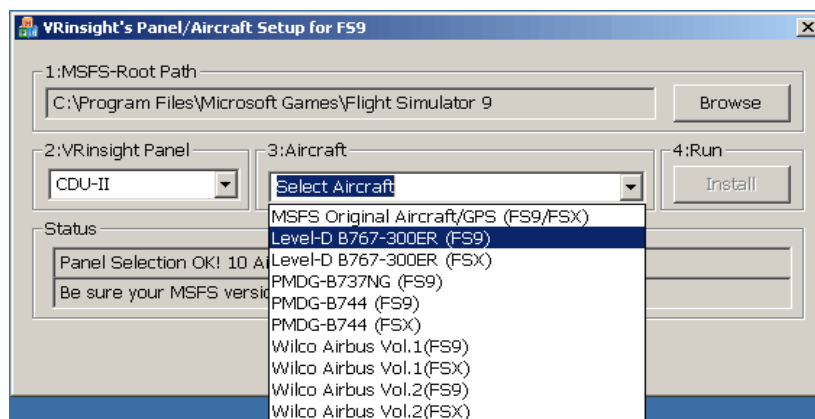 VRinsight's Panel/Aircraft Setup for FS9
1:MSFS-Root Path
C:\Program Files\Microsoft Games\Flight Simulator 9
Browse
2:VRinsight Panel
3:Aircraft
4:Run
CDU-II
Select Aircraft
Install
MSFS Original Aircraft/GPS (FS9/FSX)
Level-D B767-300ER (FS9)
Level-D B767-300ER (FSX)
PMDG-B737NG (FS9)
PMDG-B744 (FS9)
PMDG-B744 (FSX)
Wilco Airbus Vol.1(FS9)
Wilco Airbus Vol.1(FSX)
Wilco Airbus Vol.2(FS9)
Wilco Airbus Vol.2(FSX)
Status
Panel Selection OK! 10 Ai
Be sure your MSFS versio